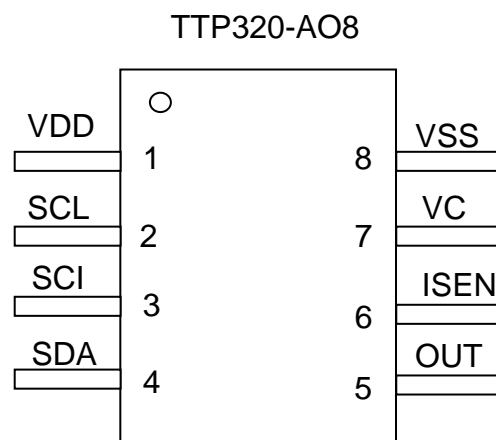 TTP320-AO8
VDD 1 8 VSS
SCL 2 7 VC
SCI 3 6 ISEN
SDA 4 5 OUT